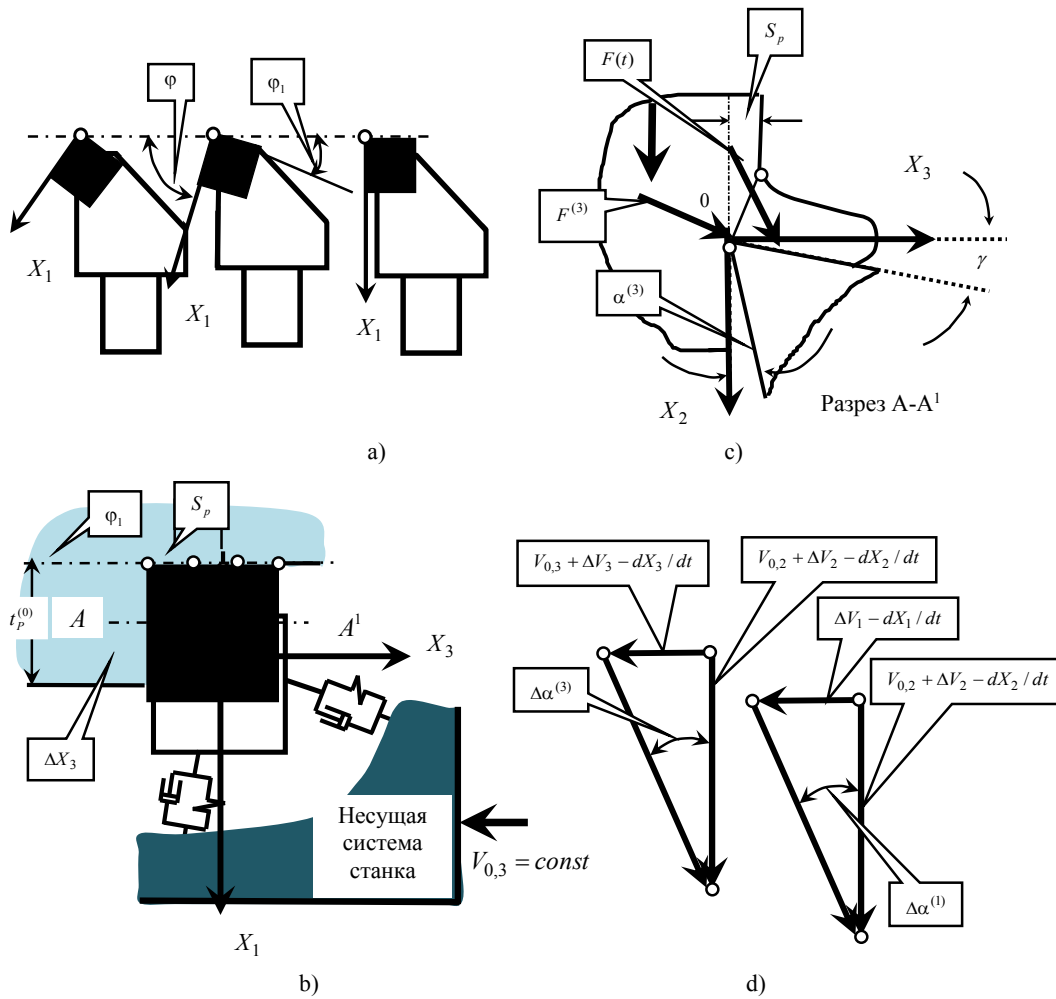 φ
φ₁
X₁
X₁
X₁
a)
F(t)
S_p
X₃
F⁽³⁾
0
γ
α⁽³⁾
X₂
Разрез А-А¹
c)
φ₁
S_p
t_P⁽⁰⁾
A
A¹
X₃
ΔX₃
Несущая
система
станка
V₀,₃ = const
X₁
b)
V₀,₃ + ΔV₃ − dX₃ / dt
V₀,₂ + ΔV₂ − dX₂ / dt
ΔV₁ − dX₁ / dt
V₀,₂ + ΔV₂ − dX₂ / dt
Δα⁽³⁾
Δα⁽¹⁾
d)